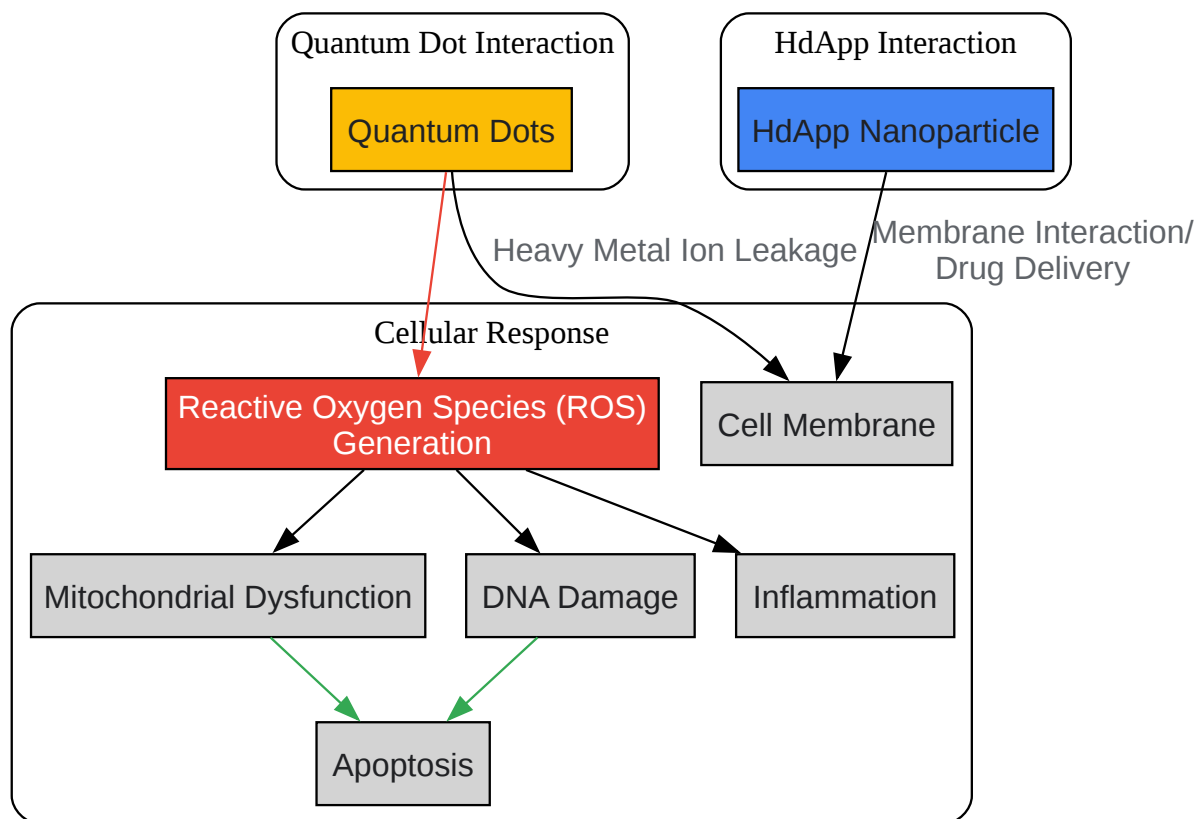 Quantum Dot Interaction
HdApp Interaction
Quantum Dots
HdApp Nanoparticle
Heavy Metal Ion Leakage
Membrane Interaction/
Drug Delivery
Cellular Response
Reactive Oxygen Species (ROS)
Generation
Cell Membrane
Mitochondrial Dysfunction
DNA Damage
Inflammation
Apoptosis